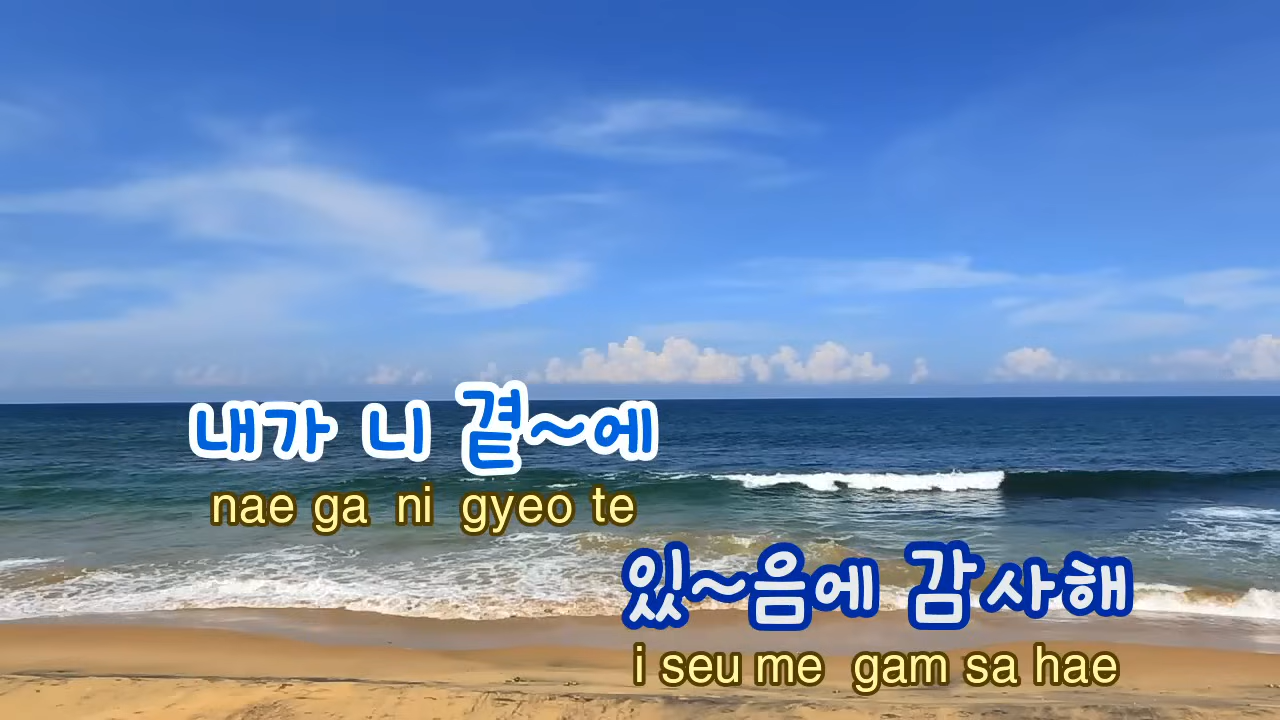 내가 니 곁~에
nae ga ni gyeo te
있~음에 감사해
i seu me gam sa hae